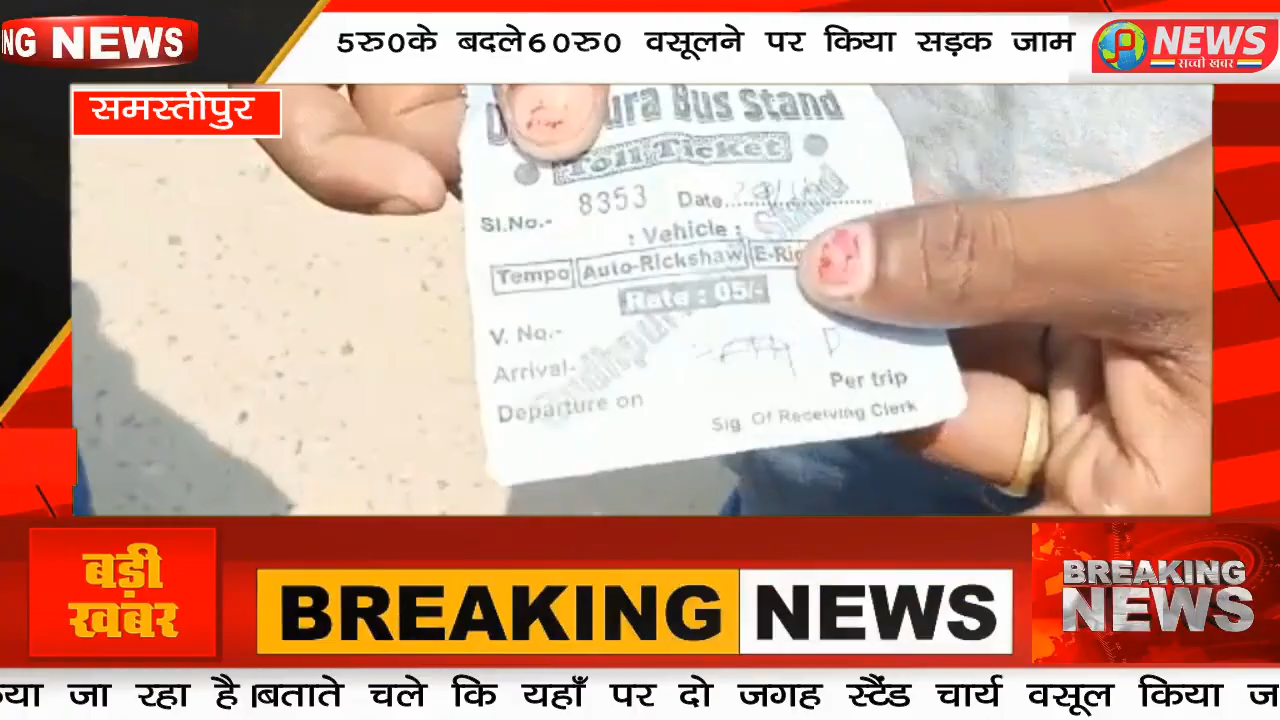 NG NEWS
5रु0के बदले60रु0 वसूलने पर किया सड़क जाम
P NEWS
सच्ची खबर
समस्तीपुर
ura Bus Stand
Toll Ticket
Sl.No.- 8353 Date
: Vehicle :
Tempo Auto-Rickshaw E-Ric
Rate : 05/-
V. No.-
Arrival-
Departure on
Per trip
Sig. Of Receiving Clerk
बड़ी
खबर
BREAKING NEWS
BREAKING
NEWS
या जा रहा है।बताते चले कि यहाँ पर दो जगह स्टैंड चार्य वसूल किया ज